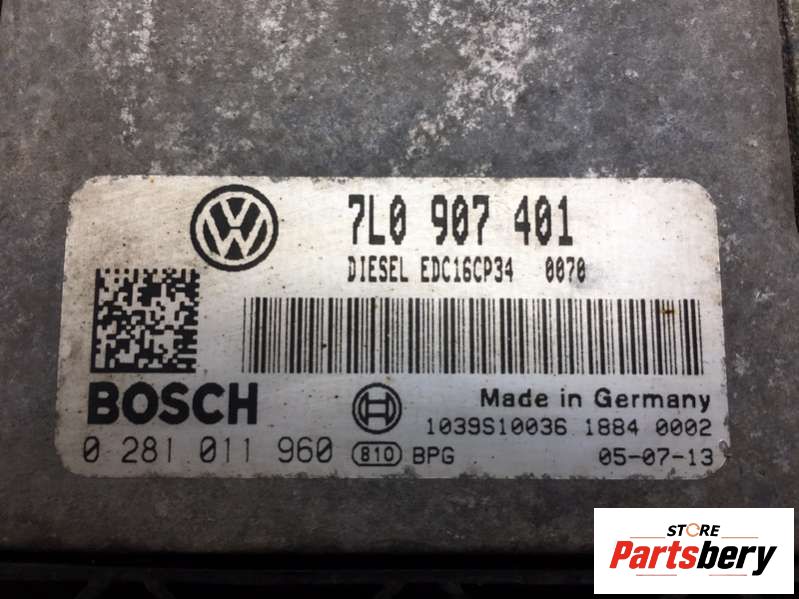 VW
7L0 907 401
DIESEL EDC16CP34 0070
BOSCH
Made in Germany
1039S10036 1884 0002
0 281 011 960 810 BPG 05-07-13
STORE
Partsbery